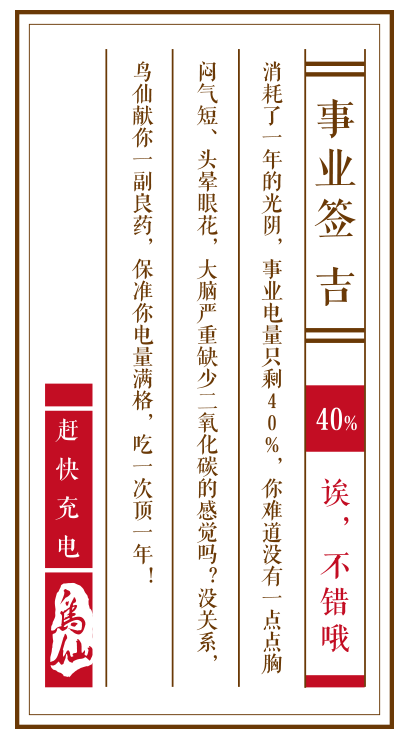 事业签 吉
40%
诶，不错哦
消耗了一年的光阴，事业电量只剩40%，你难道没有一点点胸
闷气短、头晕眼花，大脑严重缺少二氧化碳的感觉吗？没关系，
鸟仙献你一副良药，保准你电量满格，吃一次顶一年！
赶快充电
鸟仙